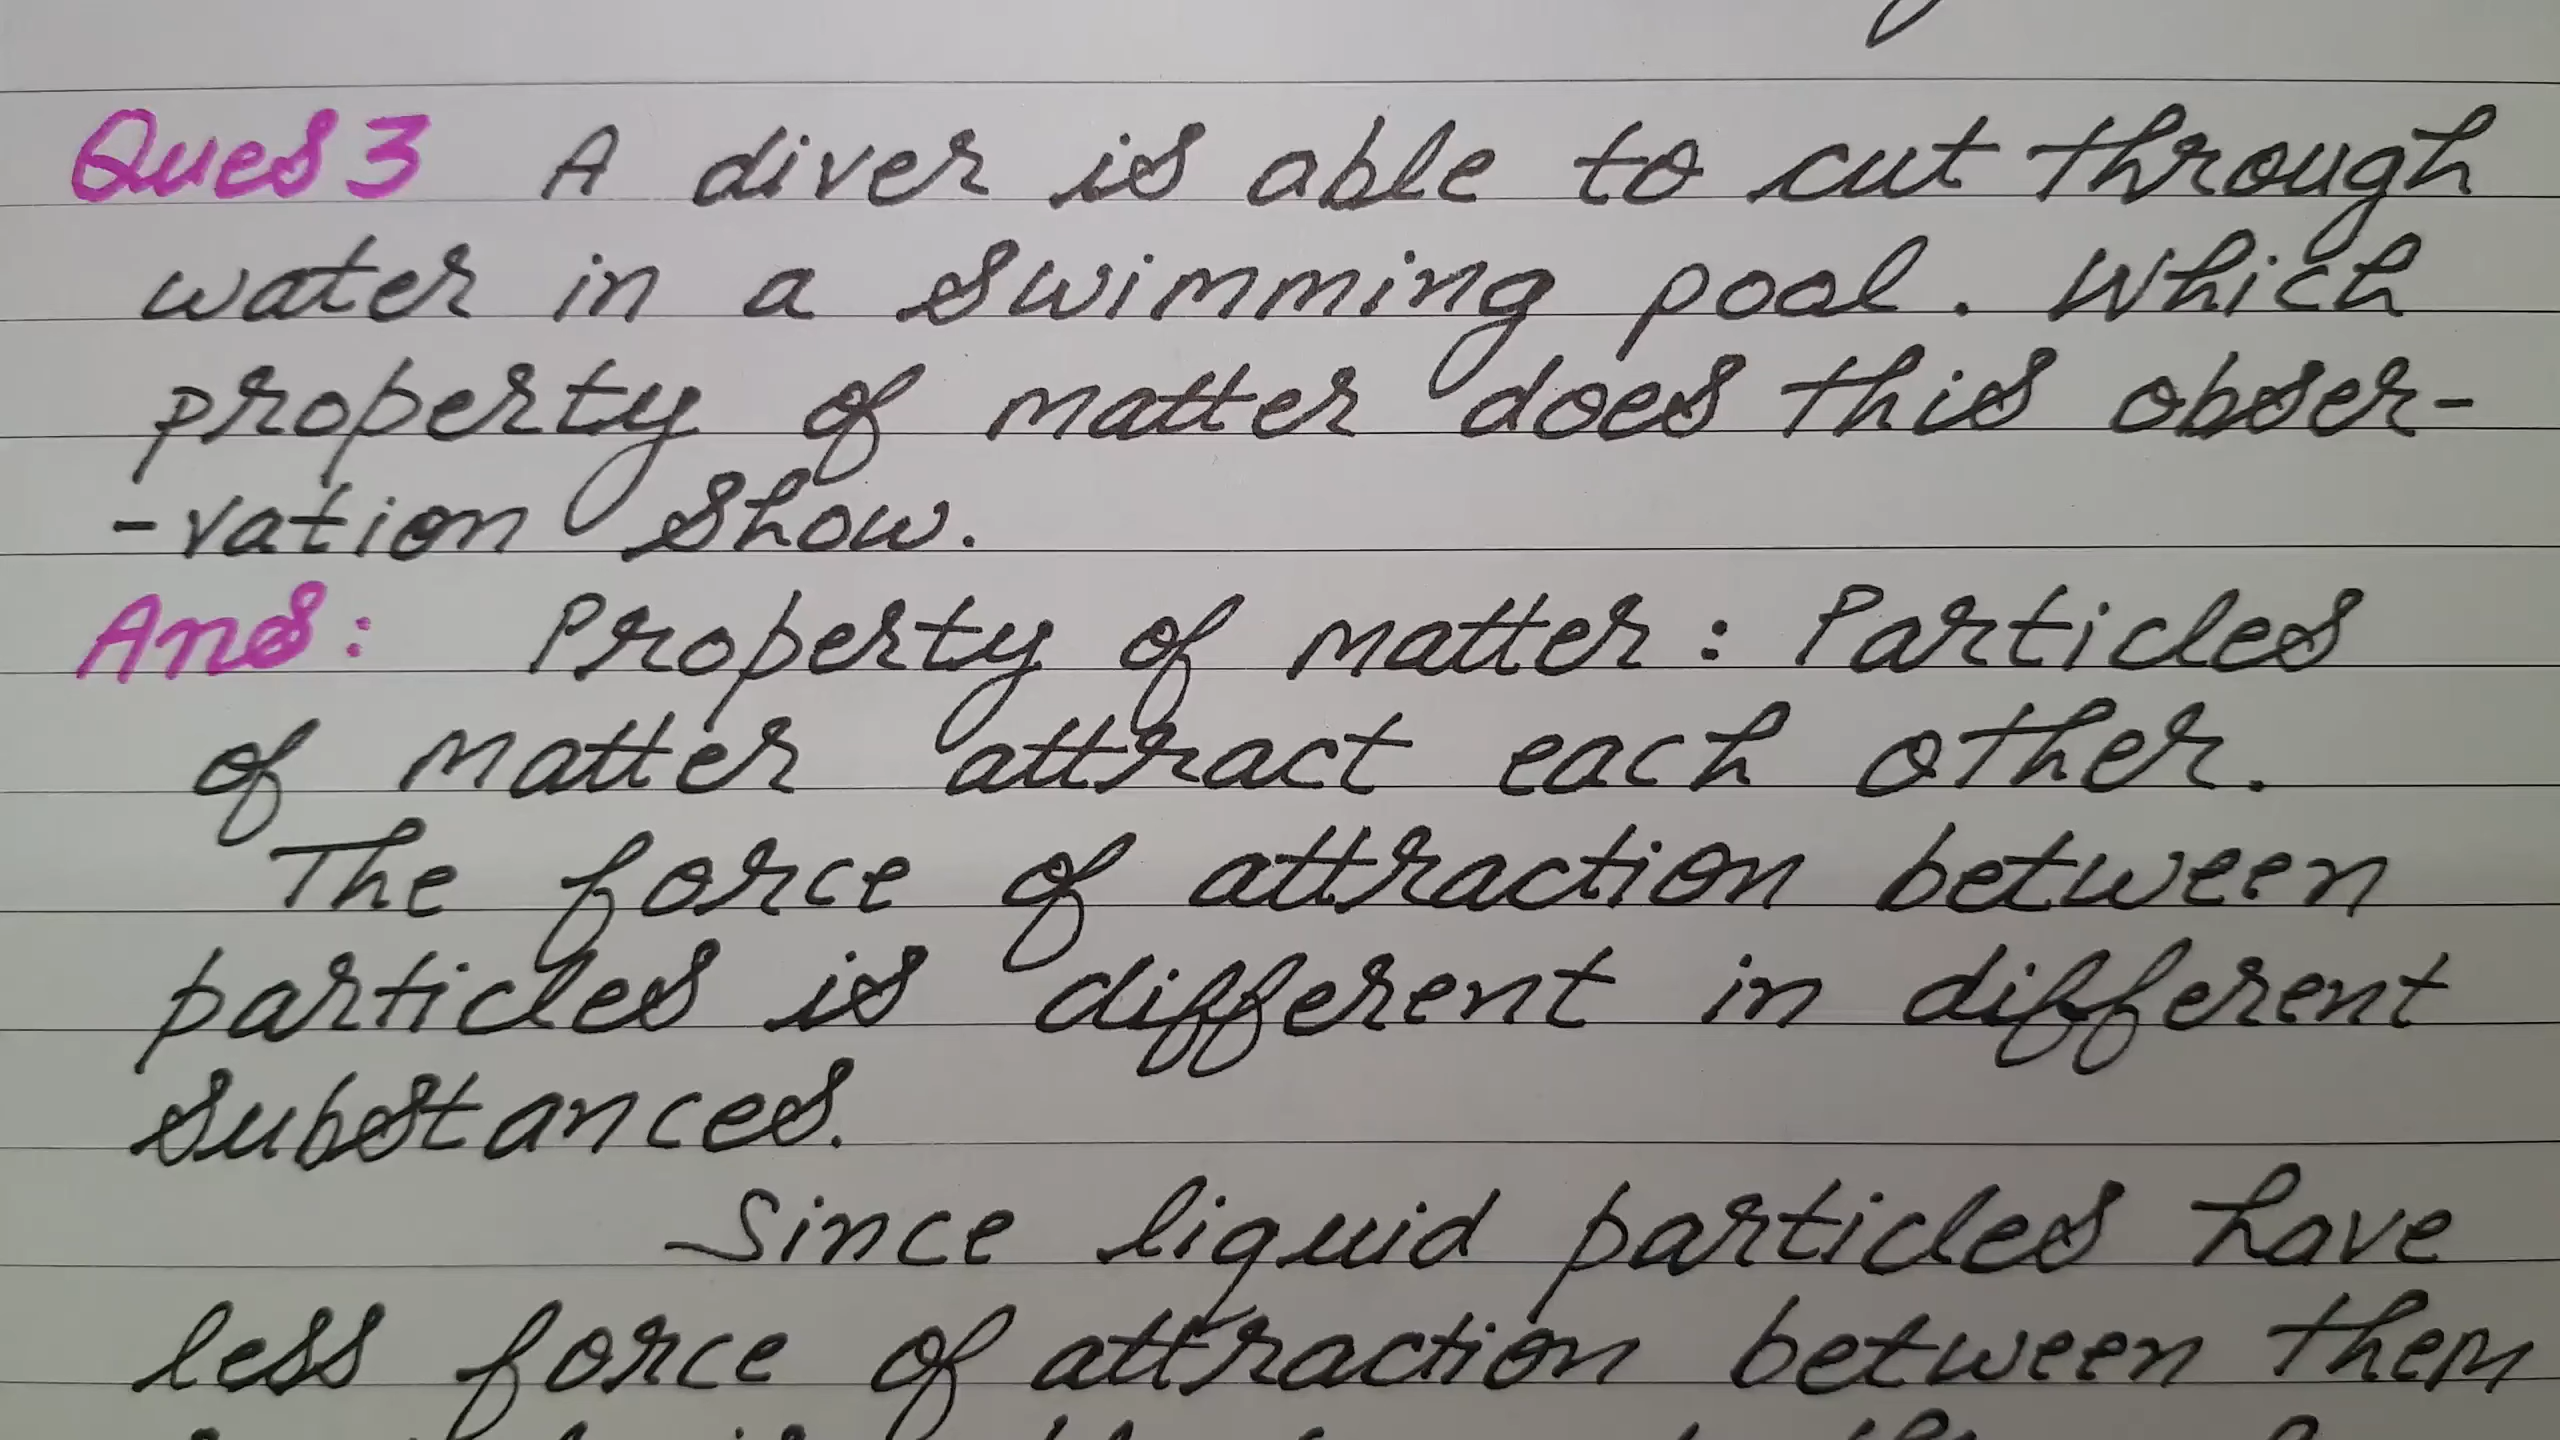 Ques 3 A diver is able to cut through
water in a swimming pool. Which
property of matter does this obser-
-vation show.
Ans: Property of matter: Particles
of matter attract each other.
The force of attraction between
particles is different in different
substances.
Since liquid particles have
less force of attraction between them